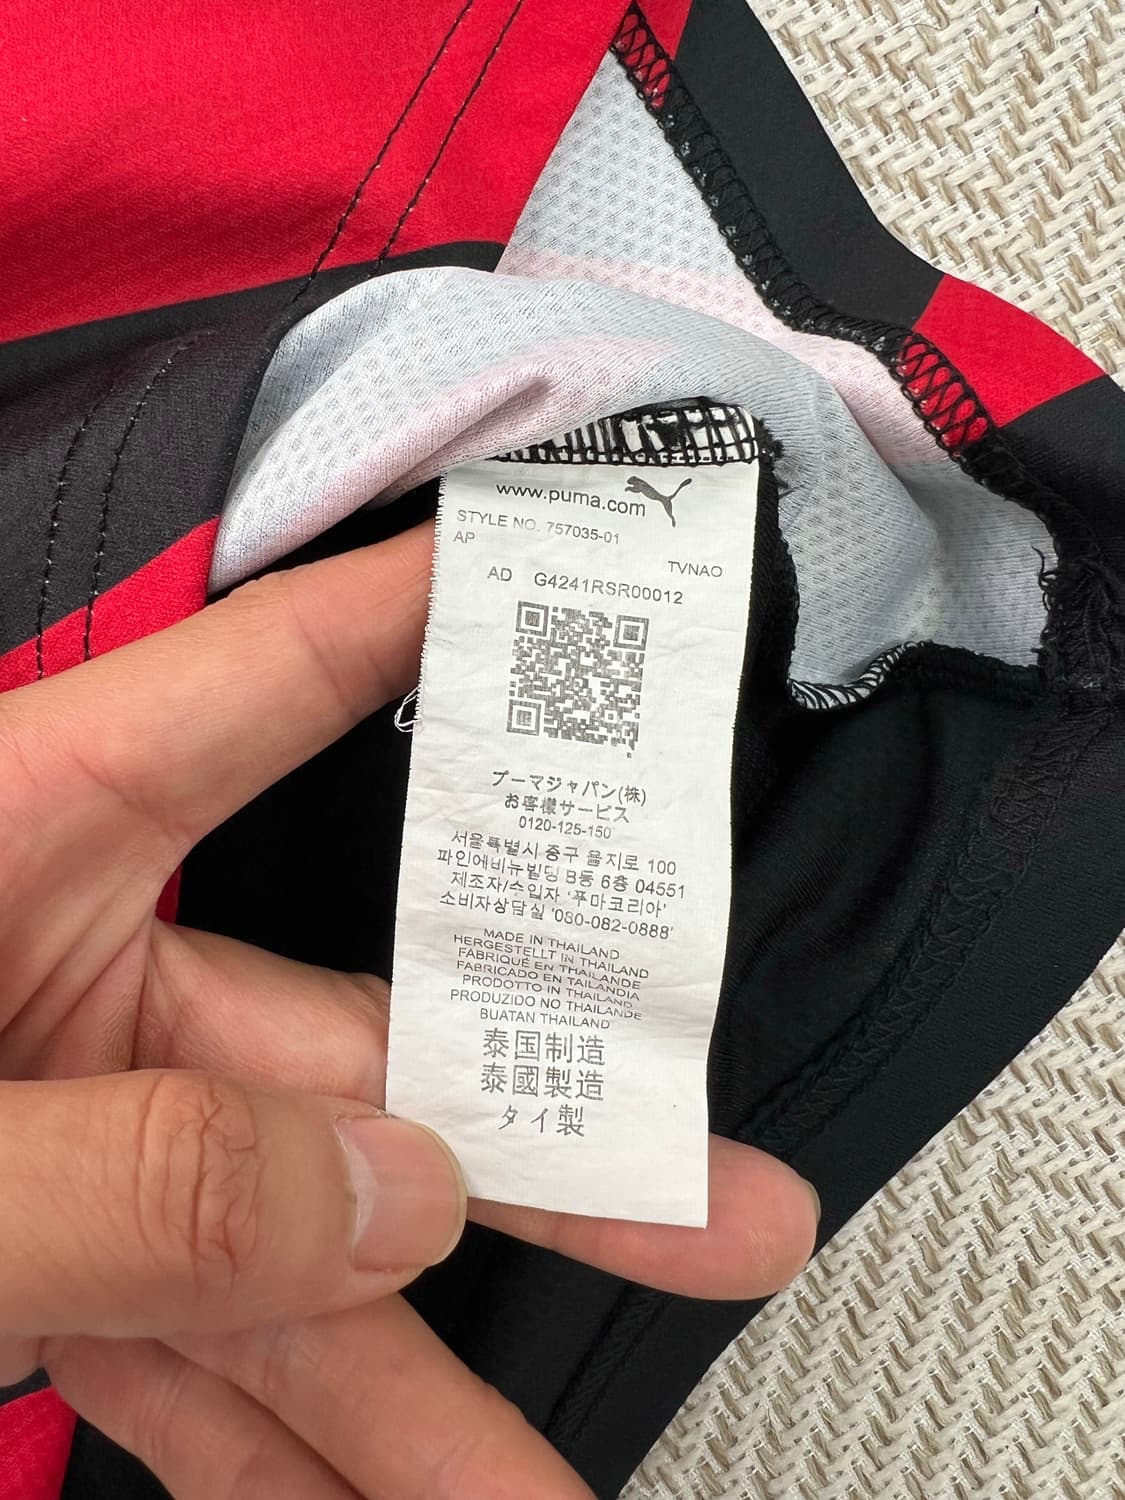 www.puma.com
STYLE NO. 757035-01
AP
TVNAO
AD G4241RSR00012
プーマジャパン(株)
お客様サービス
0120-125-150
서울특별시 중구 을지로 100
파인에비뉴빌딩 B동 6층 04551
제조자/수입자 '푸마코리아'
소비자상담실 '080-082-0888'
MADE IN THAILAND
HERGESTELLT IN THAILAND
FABRIQUÉ EN THAILANDE
FABRICADO EN TAILANDIA
PRODOTTO IN THAILAND
PRODUZIDO NO THAILANDE
BUATAN THAILAND
泰国制造
泰國製造
タイ製